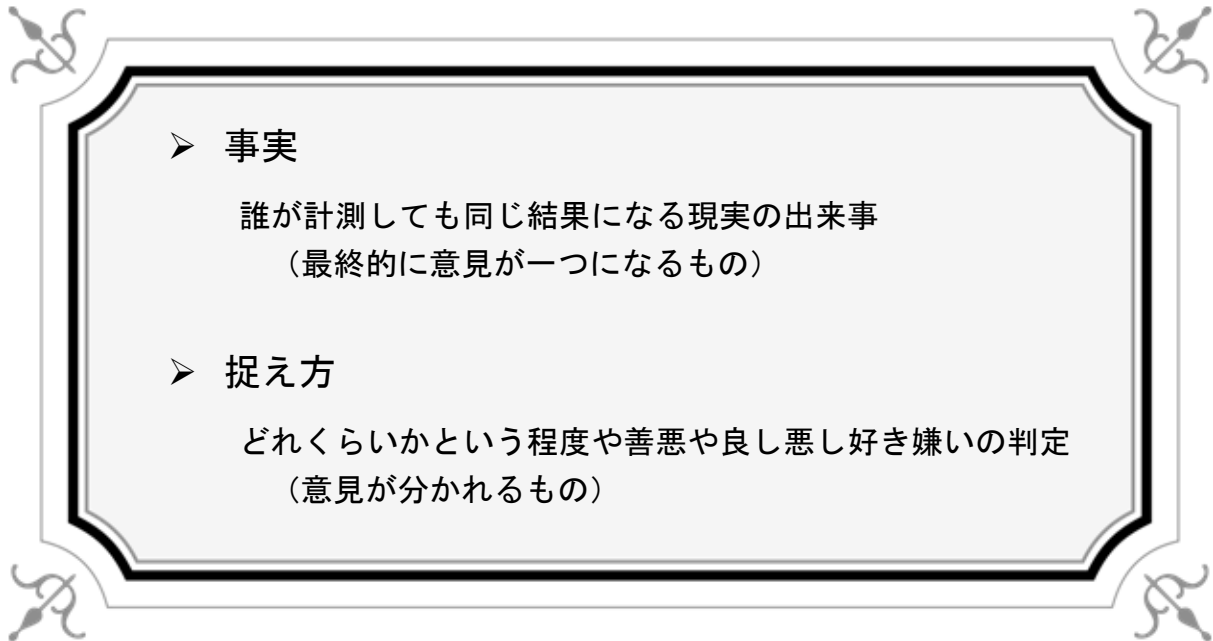 ➢ 事実
誰が計測しても同じ結果になる現実の出来事
（最終的に意見が一つになるもの）
➢ 捉え方
どれくらいかという程度や善悪や良し悪し好き嫌いの判定
（意見が分かれるもの）